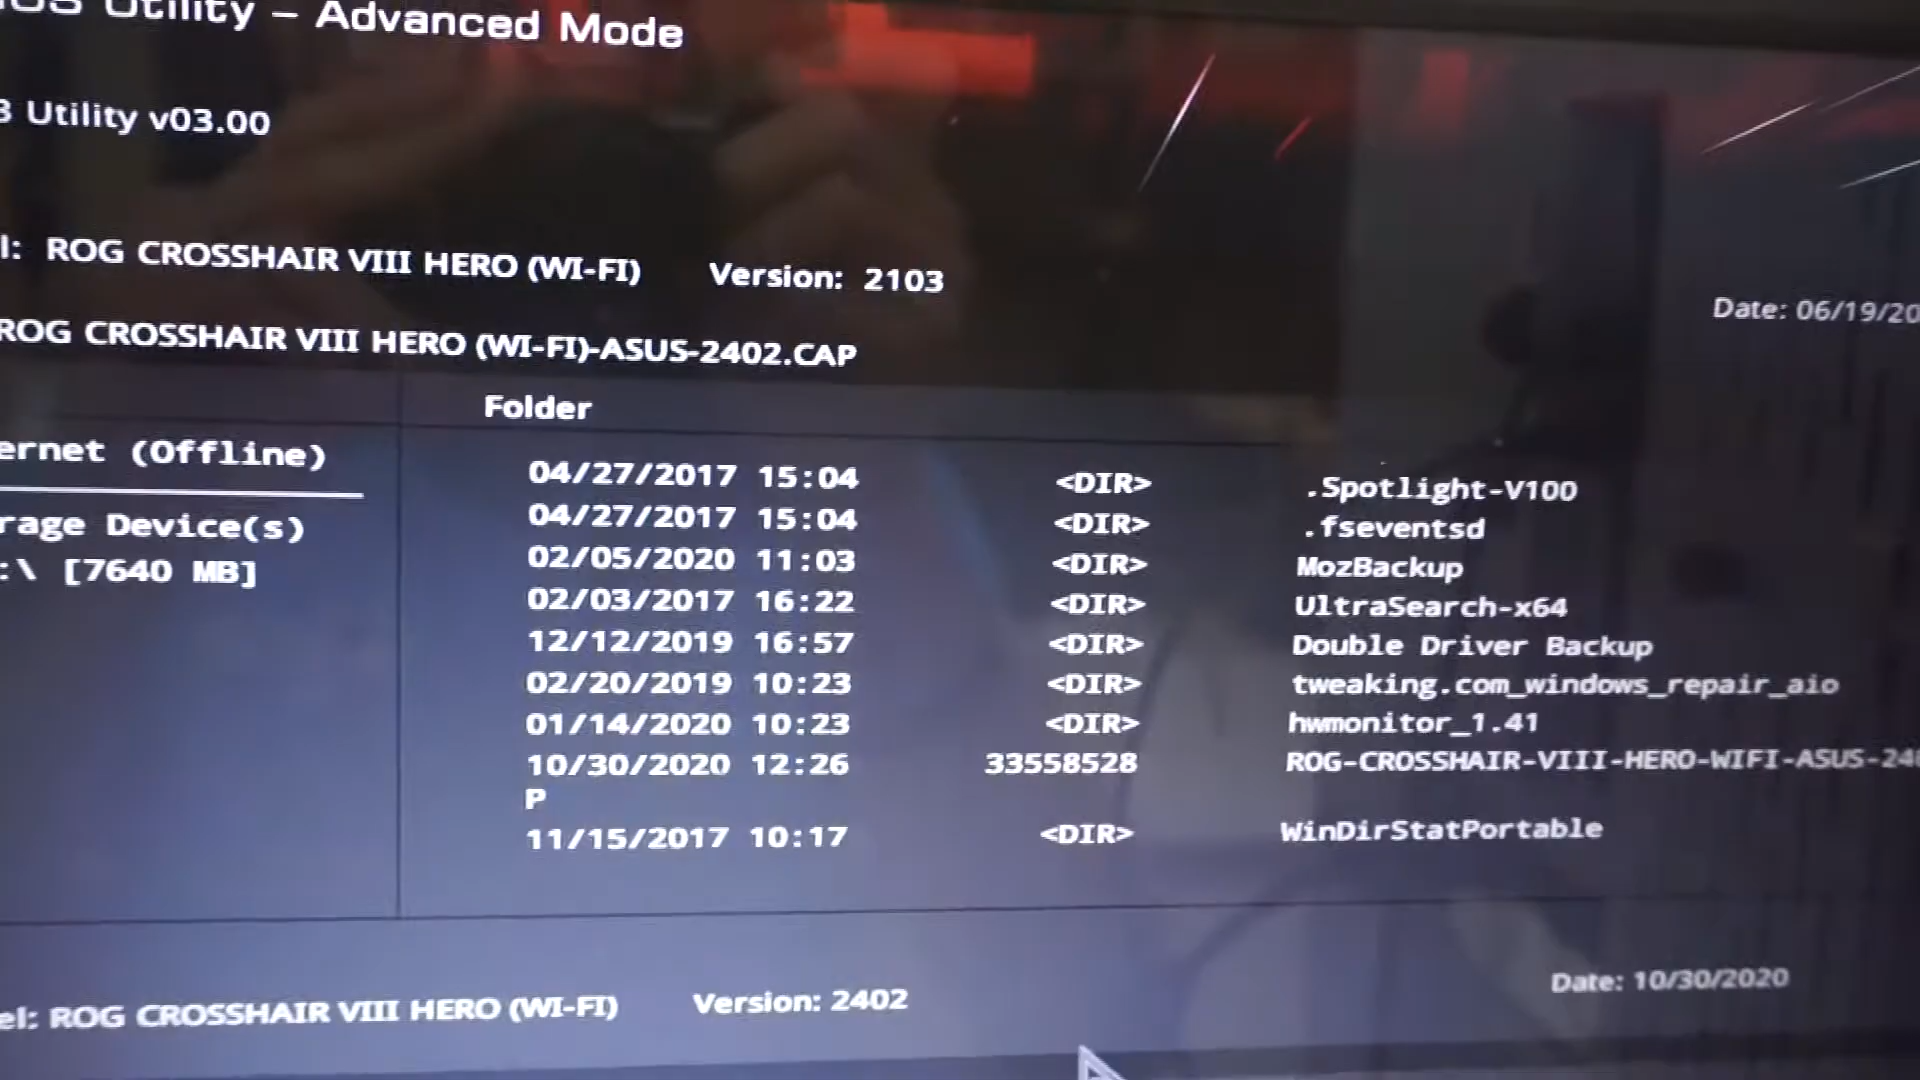 Utility – Advanced Mode
Utility v03.00
ROG CROSSHAIR VIII HERO (WI-FI) Version: 2103
Date: 06/19/20
ROG CROSSHAIR VIII HERO (WI-FI)-ASUS-2402.CAP
Folder
ernet (Offline)
rage Device(s)
:\ [7640 MB]
04/27/2017 15:04 <DIR> .Spotlight-V100
04/27/2017 15:04 <DIR> .fseventsd
02/05/2020 11:03 <DIR> MozBackup
02/03/2017 16:22 <DIR> UltraSearch-x64
12/12/2019 16:57 <DIR> Double Driver Backup
02/20/2019 10:23 <DIR> tweaking.com_windows_repair_aio
01/14/2020 10:23 <DIR> hwmonitor_1.41
10/30/2020 12:26 33558528 ROG-CROSSHAIR-VIII-HERO-WIFI-ASUS-240
P
11/15/2017 10:17 <DIR> WinDirStatPortable
el: ROG CROSSHAIR VIII HERO (WI-FI) Version: 2402
Date: 10/30/2020